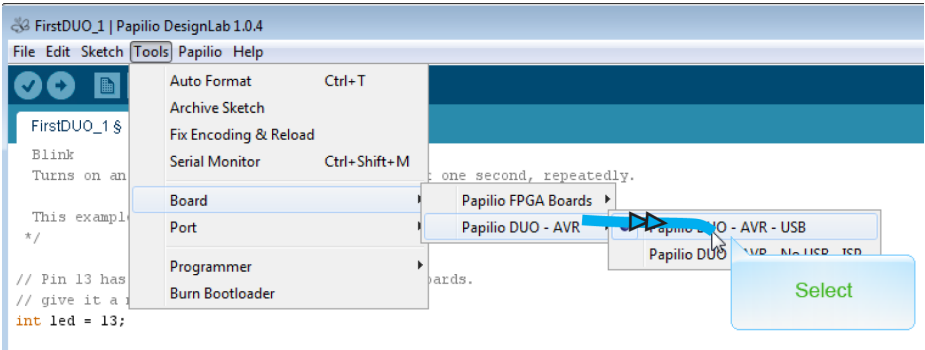 FirstDUO_1 | Papilio DesignLab 1.0.4
File Edit Sketch Tools Papilio Help
Auto Format Ctrl+T
Archive Sketch
FirstDUO_1 §
Fix Encoding & Reload
Blink
Serial Monitor Ctrl+Shift+M
Turns on an one second, repeatedly.
Board
Papilio FPGA Boards
This exampl
Port
Papilio DUO - AVR
Papilio DUO - AVR - USB
*/
Papilio DUO AVR - No USB - ISP
Programmer
// Pin 13 has
Burn Bootloader
Select
// give it a
int led = 13;